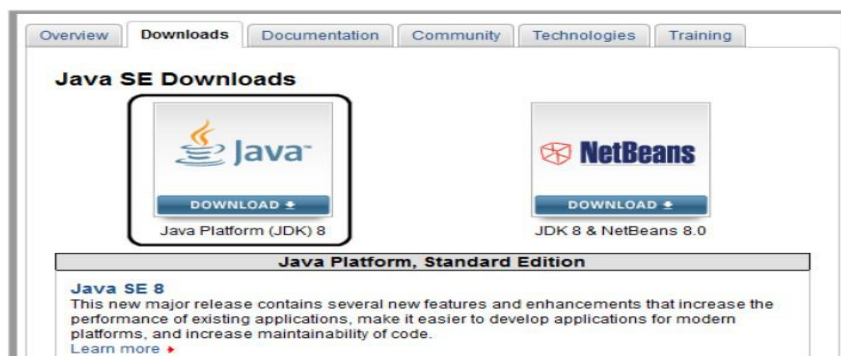 Overview Downloads Documentation Community Technologies Training
Java SE Downloads
Java™ NetBeans
DOWNLOAD DOWNLOAD
Java Platform (JDK) 8 JDK 8 & NetBeans 8.0
Java Platform, Standard Edition
Java SE 8
This new major release contains several new features and enhancements that increase the
performance of existing applications, make it easier to develop applications for modern
platforms, and increase maintainability of code.
Learn more